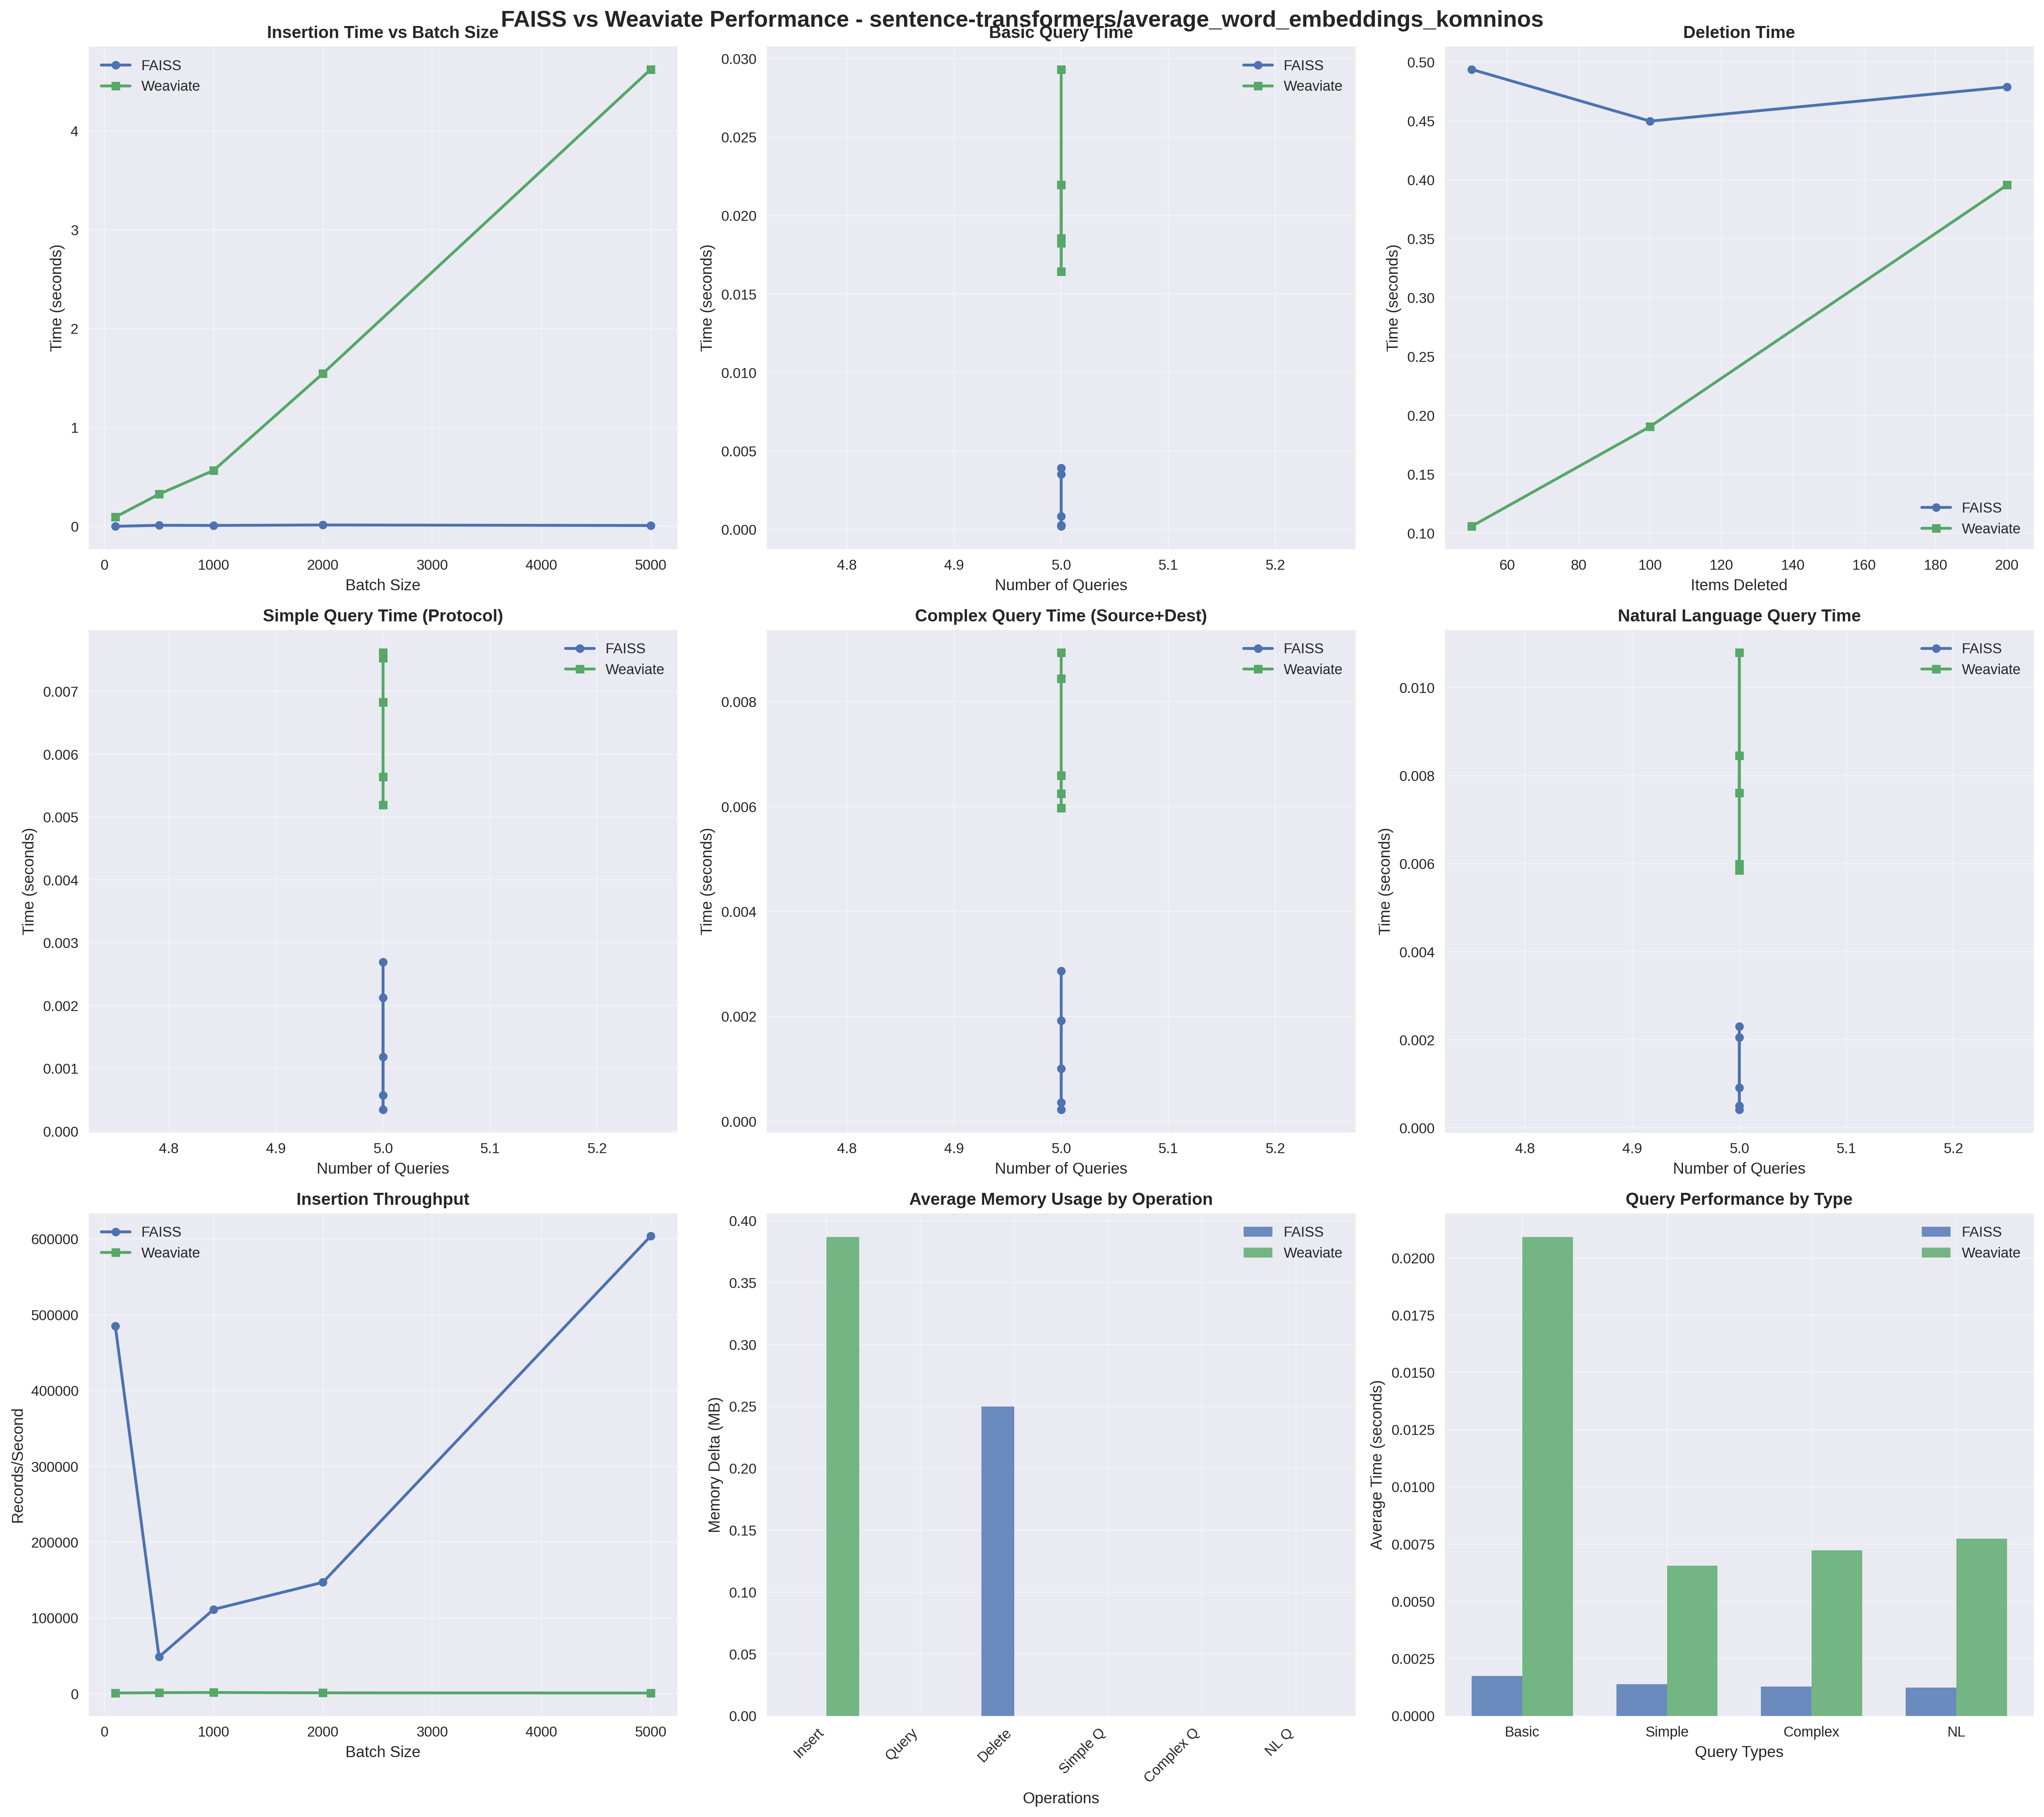 FAISS vs Weaviate Performance - sentence-transformers/average_word_embeddings_komninos
Insertion Time vs Batch Size
FAISS
Weaviate
4
3
2
1
0
Time (seconds)
0 1000 2000 3000 4000 5000
Batch Size
Basic Query Time
FAISS
Weaviate
0.030
0.025
0.020
0.015
0.010
0.005
0.000
Time (seconds)
4.8 4.9 5.0 5.1 5.2
Number of Queries
Deletion Time
0.50
0.45
0.40
0.35
0.30
0.25
0.20
0.15
0.10
Time (seconds)
FAISS
Weaviate
60 80 100 120 140 160 180 200
Items Deleted
Simple Query Time (Protocol)
FAISS
Weaviate
0.007
0.006
0.005
0.004
0.003
0.002
0.001
0.000
Time (seconds)
4.8 4.9 5.0 5.1 5.2
Number of Queries
Complex Query Time (Source+Dest)
FAISS
Weaviate
0.008
0.006
0.004
0.002
0.000
Time (seconds)
4.8 4.9 5.0 5.1 5.2
Number of Queries
Natural Language Query Time
FAISS
Weaviate
0.010
0.008
0.006
0.004
0.002
0.000
Time (seconds)
4.8 4.9 5.0 5.1 5.2
Number of Queries
Insertion Throughput
FAISS
Weaviate
600000
500000
400000
300000
200000
100000
0
Records/Second
0 1000 2000 3000 4000 5000
Batch Size
Average Memory Usage by Operation
FAISS
Weaviate
0.40
0.35
0.30
0.25
0.20
0.15
0.10
0.05
0.00
Memory Delta (MB)
Insert Query Delete Simple Q Complex Q NL Q
Operations
Query Performance by Type
FAISS
Weaviate
0.0200
0.0175
0.0150
0.0125
0.0100
0.0075
0.0050
0.0025
0.0000
Average Time (seconds)
Basic Simple Complex NL
Query Types